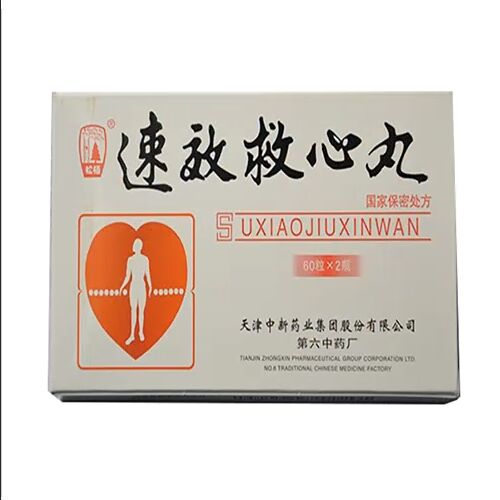 松栢
®
速效救心丸
国家保密处方
SUXIAOJIUXINWAN
60粒×2瓶
天津中新药业集团股份有限公司
第六中药厂
TIANJIN ZHONGXIN PHARMACEUTICAL GROUP CORPORATION LTD.
NO.6 TRADITIONAL CHINESE MEDICINE FACTORY